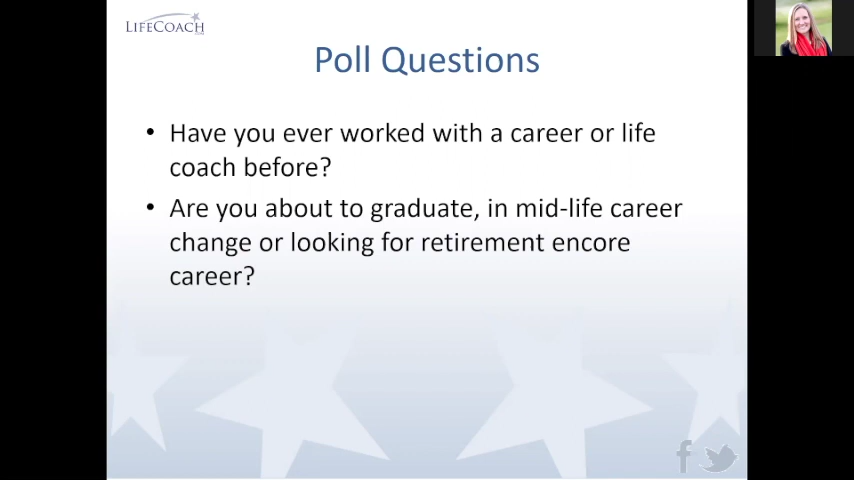 LIFECOACH
Poll Questions
• Have you ever worked with a career or life
coach before?
• Are you about to graduate, in mid-life career
change or looking for retirement encore
career?